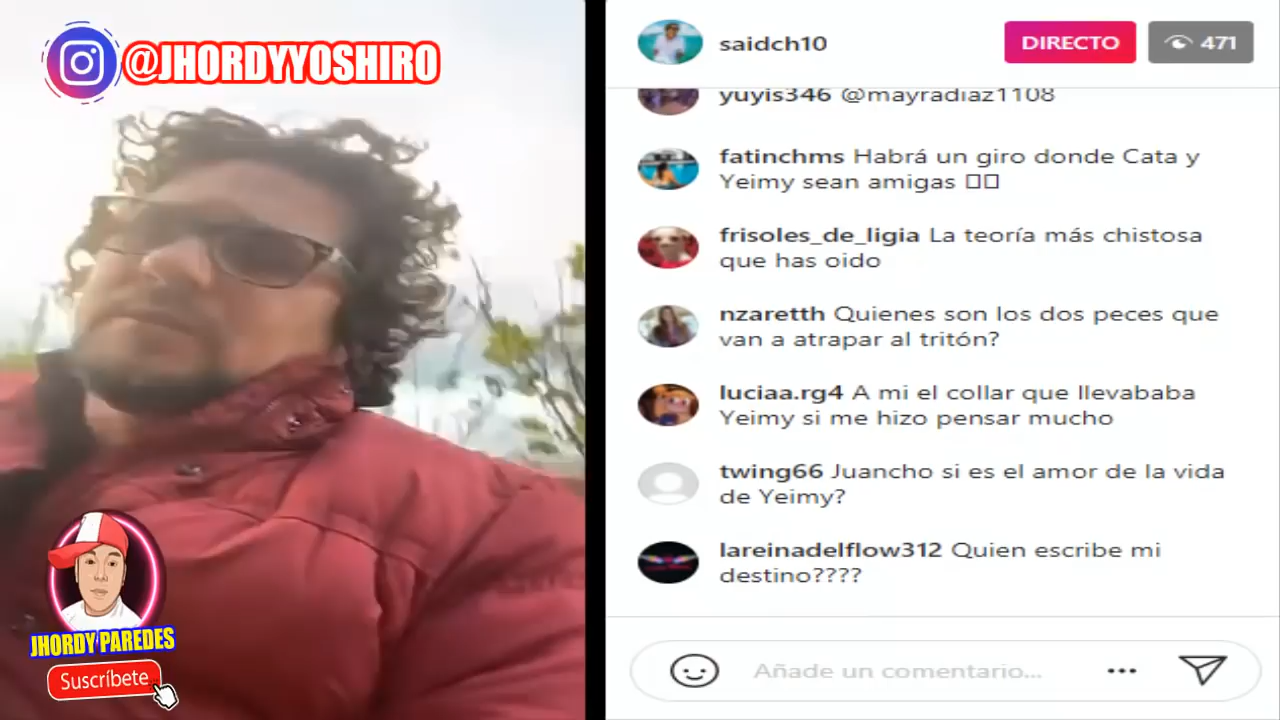 @JHORDYYOSHIRO
JHORDY PAREDES
Suscríbete
saidch10
DIRECTO
471
yuyis346 @mayradiaz1108
fatinchms Habrá un giro donde Cata y
Yeimy sean amigas
frisoles_de_ligia La teoría más chistosa
que has oido
nzaretth Quienes son los dos peces que
van a atrapar al tritón?
luciaa.rg4 A mi el collar que llevababa
Yeimy si me hizo pensar mucho
twing66 Juancho si es el amor de la vida
de Yeimy?
lareinadelflow312 Quien escribe mi
destino????
Añade un comentario...